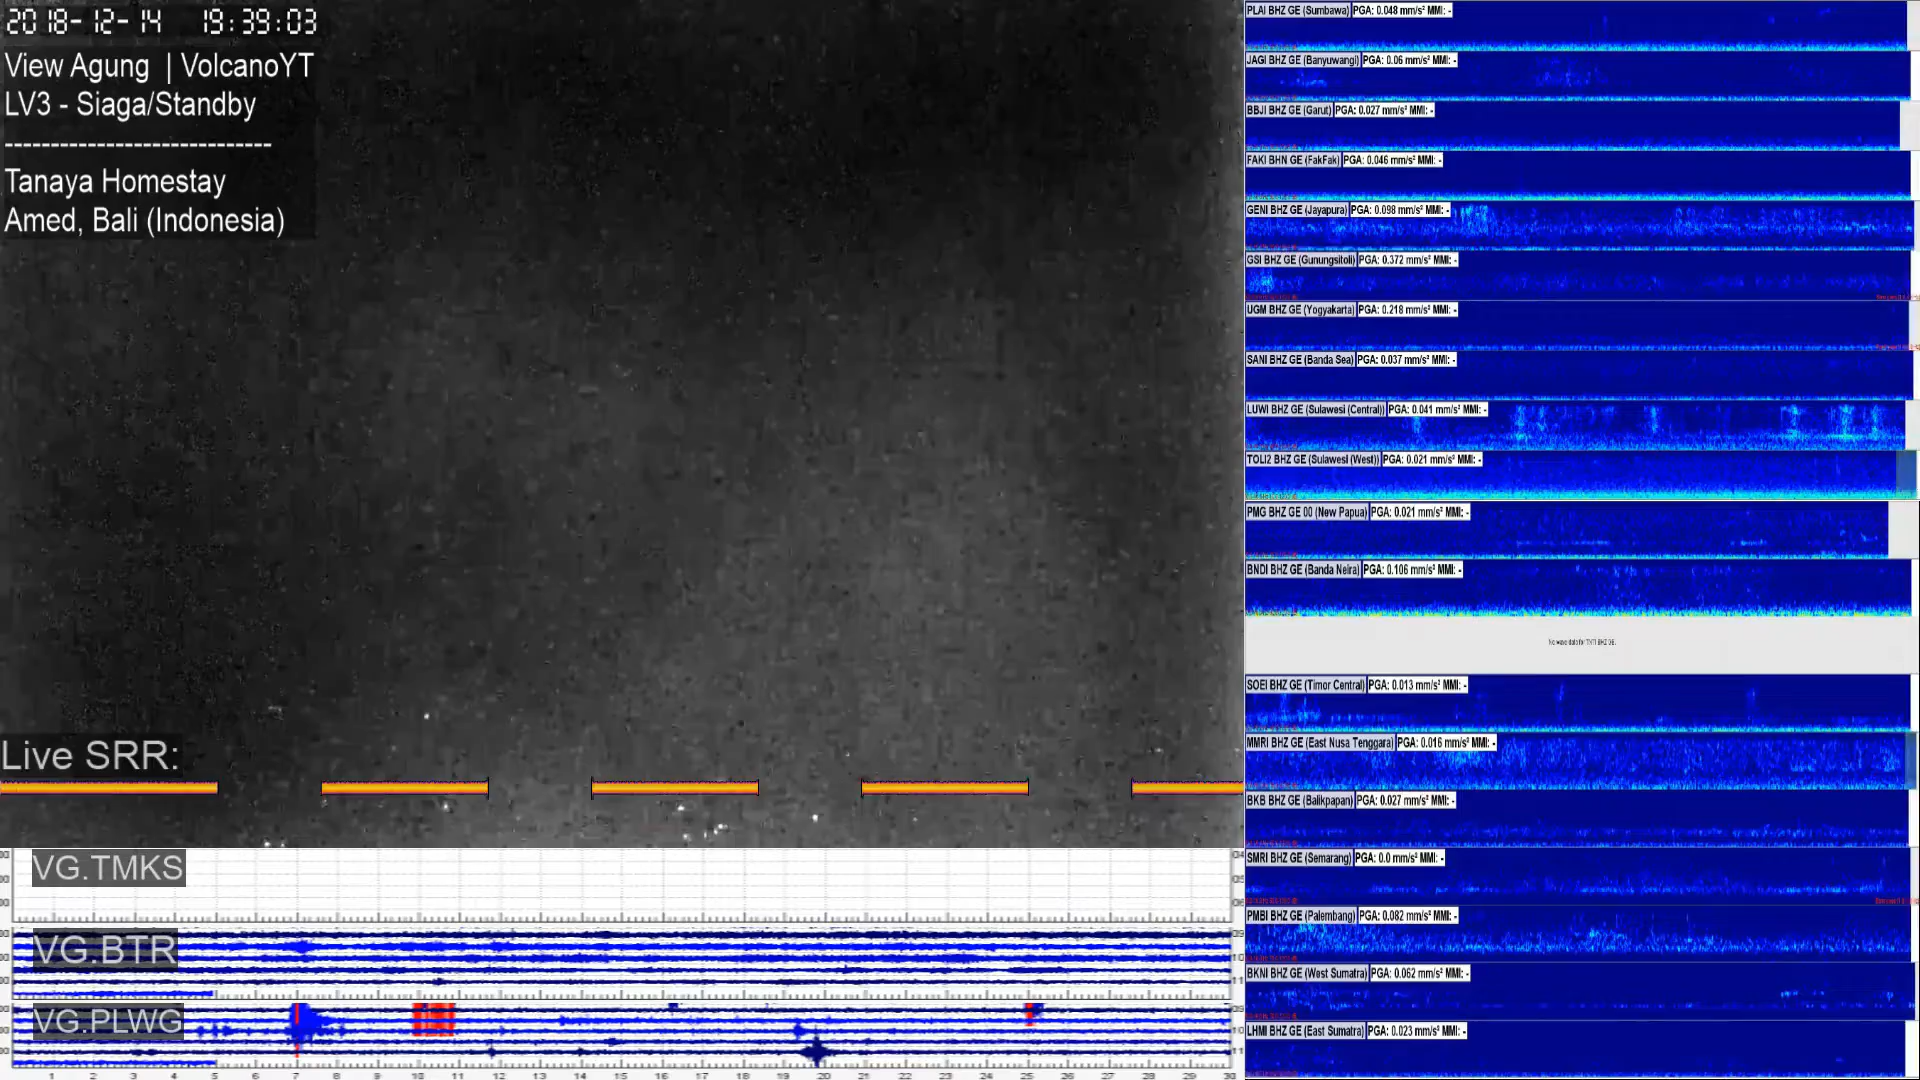 2018-12-14 19:39:03
View Agung | VolcanoYT
LV3 - Siaga/Standby
----------------------------
Tanaya Homestay
Amed, Bali (Indonesia)
Live SRR:
VG.TMKS
VG.BTR
VG.PLWG
1 2 3 4 5 6 7 8 9 10 11 12 13 14 15 16 17 18 19 20 21 22 23 24 25 26 27 28 29 30
PLAI BHZ GE (Sumbawa) PGA: 0.048 mm/s² MMI: -
JAGI BHZ GE (Banyuwangi) PGA: 0.06 mm/s² MMI: -
BBJI BHZ GE (Garut) PGA: 0.027 mm/s² MMI: -
FAKI BHN GE (FakFak) PGA: 0.046 mm/s² MMI: -
GENI BHZ GE (Jayapura) PGA: 0.098 mm/s² MMI: -
GSI BHZ GE (Gunungsitoli) PGA: 0.372 mm/s² MMI: -
UGM BHZ GE (Yogyakarta) PGA: 0.218 mm/s² MMI: -
SANI BHZ GE (Banda Sea) PGA: 0.037 mm/s² MMI: -
LUWI BHZ GE (Sulawesi (Central)) PGA: 0.041 mm/s² MMI: -
TOLI2 BHZ GE (Sulawesi (West)) PGA: 0.021 mm/s² MMI: -
PMG BHZ GE 00 (New Papua) PGA: 0.021 mm/s² MMI: -
BNDI BHZ GE (Banda Neira) PGA: 0.106 mm/s² MMI: -
No wave data for TNTI BHZ GE.
SOEI BHZ GE (Timor Central) PGA: 0.013 mm/s² MMI: -
MMRI BHZ GE (East Nusa Tenggara) PGA: 0.016 mm/s² MMI: -
BKB BHZ GE (Balikpapan) PGA: 0.027 mm/s² MMI: -
SMRI BHZ GE (Semarang) PGA: 0.0 mm/s² MMI: -
PMBI BHZ GE (Palembang) PGA: 0.082 mm/s² MMI: -
BKNI BHZ GE (West Sumatra) PGA: 0.062 mm/s² MMI: -
LHMI BHZ GE (East Sumatra) PGA: 0.023 mm/s² MMI: -